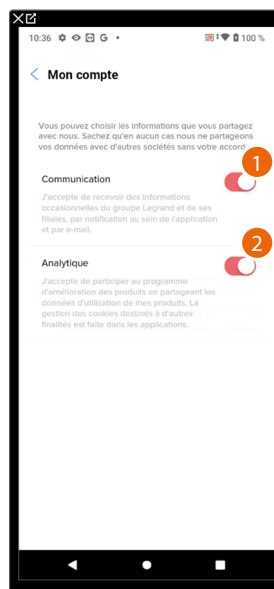 10:36 G
100 %
Mon compte
Vous pouvez choisir les informations que vous partagez
avec nous. Sachez qu'en aucun cas nous ne partageons
vos données avec d'autres sociétés sans votre accord
1
Communication
J'accepte de recevoir des informations
occasionnelles du groupe Legrand et de ses
filiales, par notification au sein de l'application
et par e-mail.
2
Analytique
J'accepte de participer au programme
d'amélioration des produits en partageant les
données d'utilisation de mes produits. La
gestion des cookies destinés à d'autres
finalités est faite dans les applications.